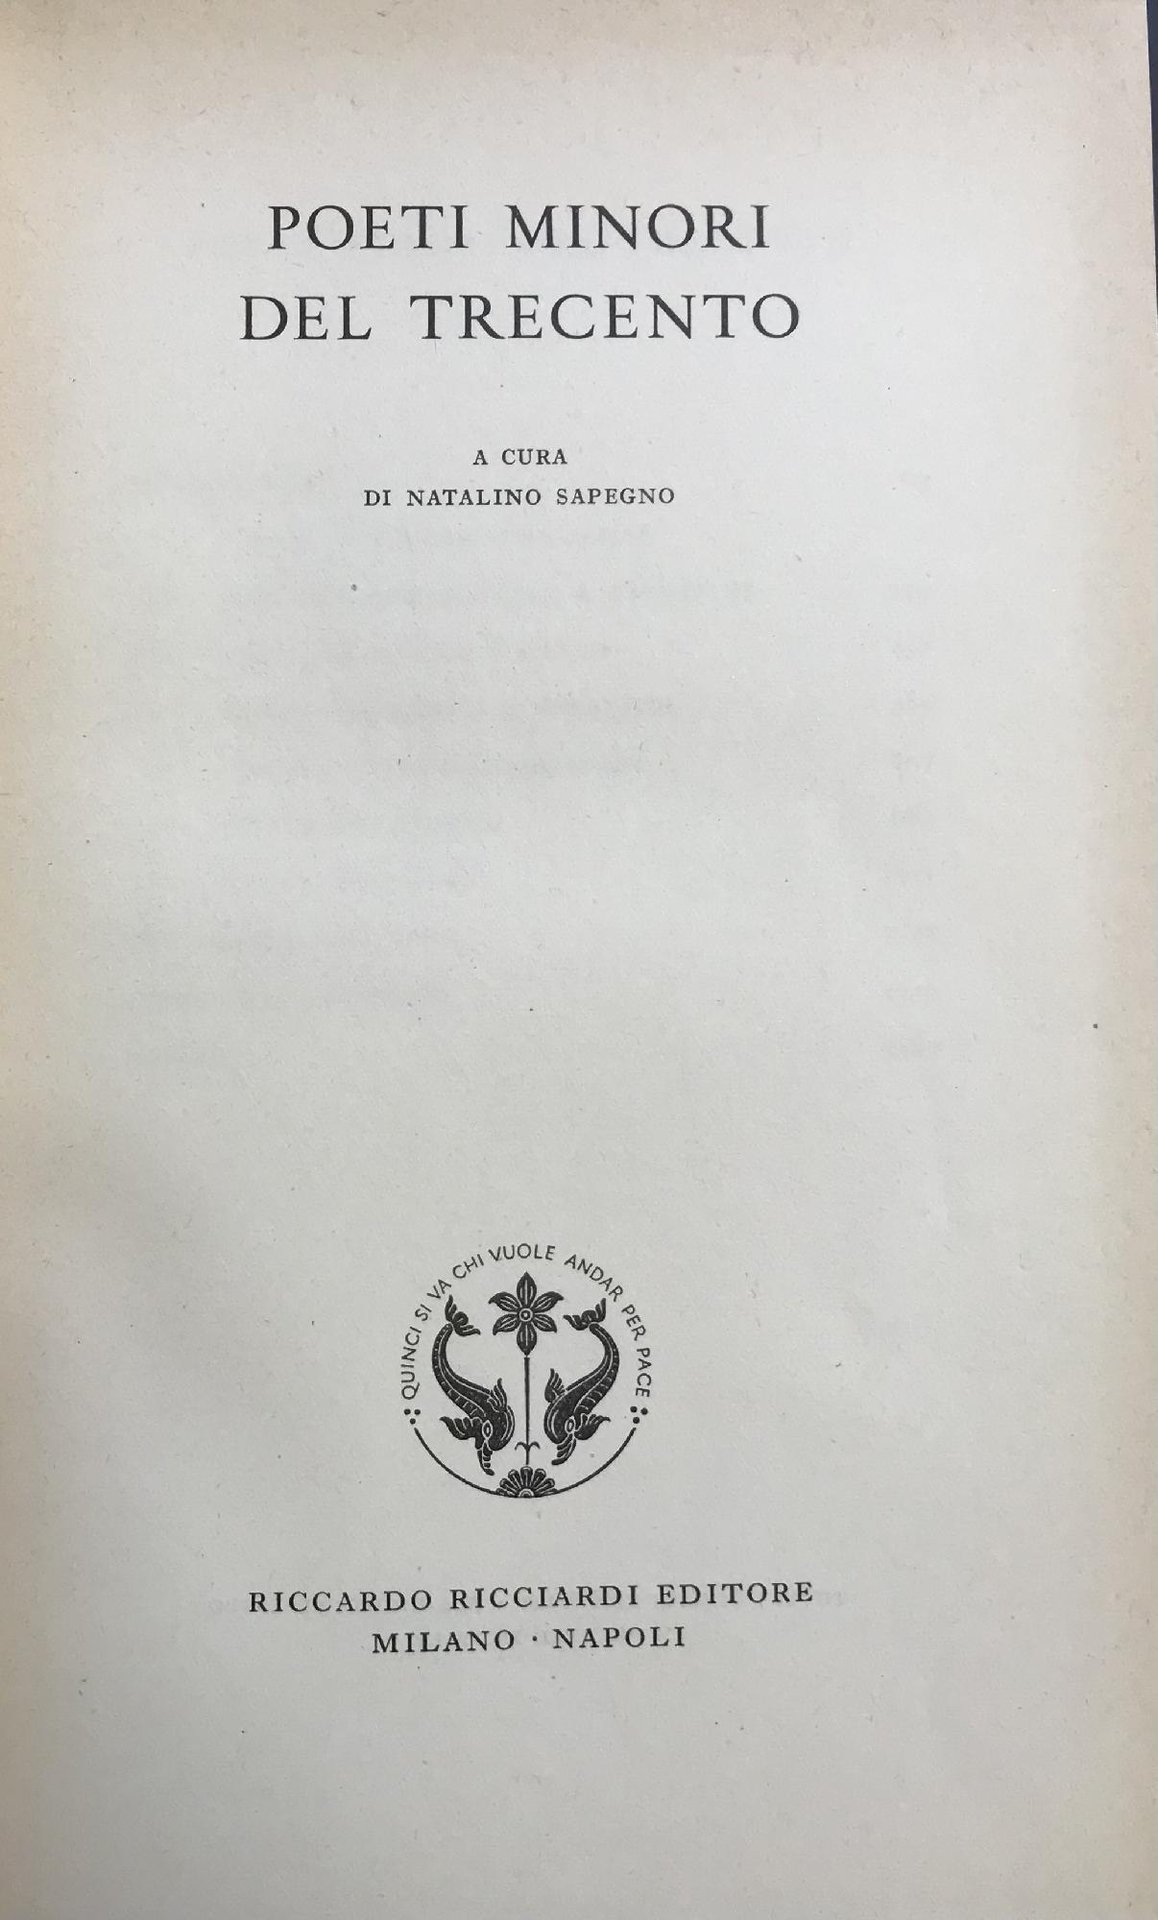 POETI MINORI
DEL TRECENTO
A CURA
DI NATALINO SAPEGNO
QUINCI SI VA CHI VUOLE ANDAR PER PACE
RICCARDO RICCIARDI EDITORE
MILANO · NAPOLI